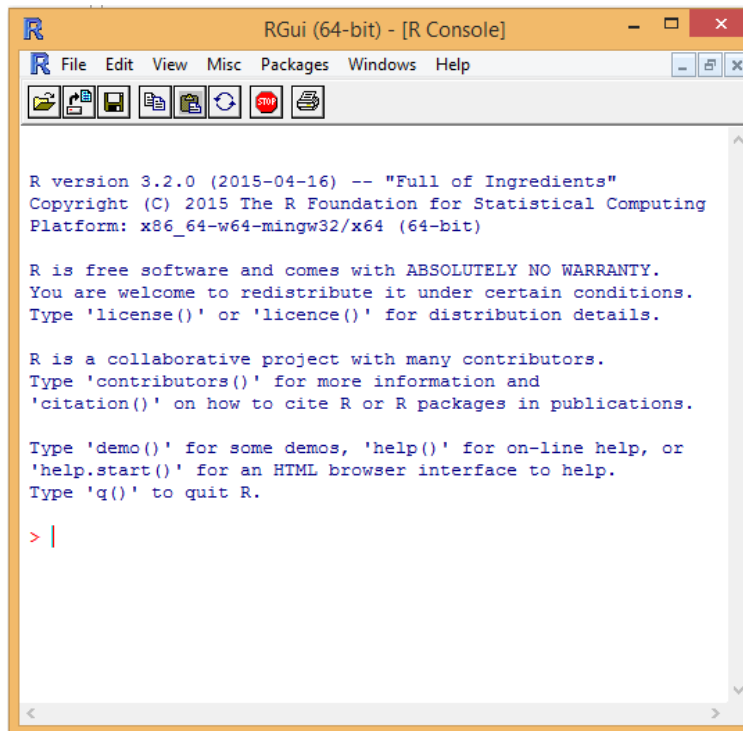 RGui (64-bit) - [R Console]
File Edit View Misc Packages Windows Help
STOP
R version 3.2.0 (2015-04-16) -- "Full of Ingredients"
Copyright (C) 2015 The R Foundation for Statistical Computing
Platform: x86_64-w64-mingw32/x64 (64-bit)
R is free software and comes with ABSOLUTELY NO WARRANTY.
You are welcome to redistribute it under certain conditions.
Type 'license()' or 'licence()' for distribution details.
R is a collaborative project with many contributors.
Type 'contributors()' for more information and
'citation()' on how to cite R or R packages in publications.
Type 'demo()' for some demos, 'help()' for on-line help, or
'help.start()' for an HTML browser interface to help.
Type 'q()' to quit R.
>